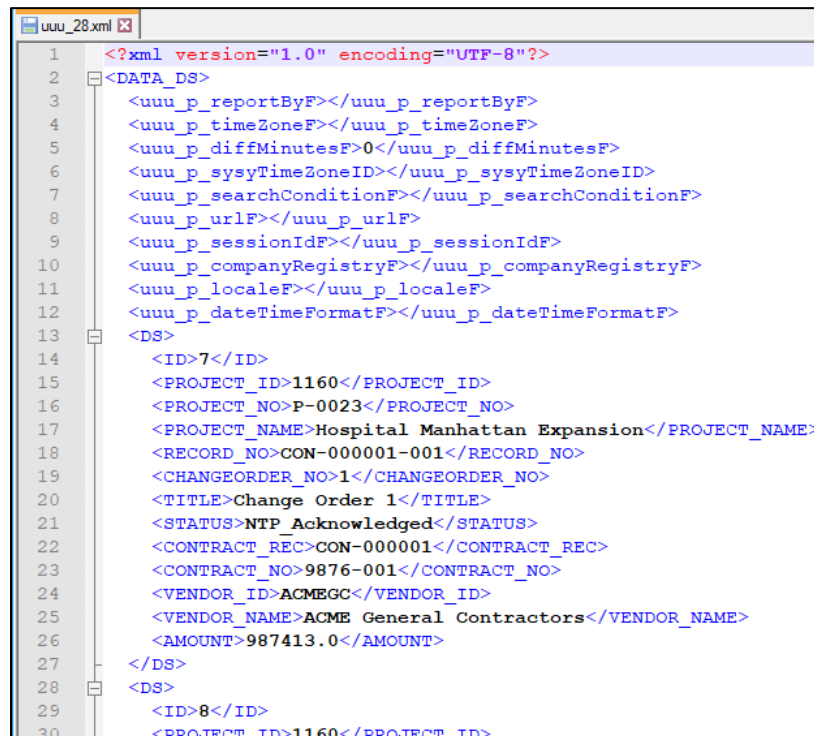 uuu_28.xml
1 <?xml version="1.0" encoding="UTF-8"?>
2 <DATA_DS>
3 <uuu_p_reportByF></uuu_p_reportByF>
4 <uuu_p_timeZoneF></uuu_p_timeZoneF>
5 <uuu_p_diffMinutesF>0</uuu_p_diffMinutesF>
6 <uuu_p_sysyTimeZoneID></uuu_p_sysyTimeZoneID>
7 <uuu_p_searchConditionF></uuu_p_searchConditionF>
8 <uuu_p_urlF></uuu_p_urlF>
9 <uuu_p_sessionIdF></uuu_p_sessionIdF>
10 <uuu_p_companyRegistryF></uuu_p_companyRegistryF>
11 <uuu_p_localeF></uuu_p_localeF>
12 <uuu_p_dateTimeFormatF></uuu_p_dateTimeFormatF>
13 <DS>
14 <ID>7</ID>
15 <PROJECT_ID>1160</PROJECT_ID>
16 <PROJECT_NO>P-0023</PROJECT_NO>
17 <PROJECT_NAME>Hospital Manhattan Expansion</PROJECT_NAME>
18 <RECORD_NO>CON-000001-001</RECORD_NO>
19 <CHANGEORDER_NO>1</CHANGEORDER_NO>
20 <TITLE>Change Order 1</TITLE>
21 <STATUS>NTP_Acknowledged</STATUS>
22 <CONTRACT_REC>CON-000001</CONTRACT_REC>
23 <CONTRACT_NO>9876-001</CONTRACT_NO>
24 <VENDOR_ID>ACMEGC</VENDOR_ID>
25 <VENDOR_NAME>ACME General Contractors</VENDOR_NAME>
26 <AMOUNT>987413.0</AMOUNT>
27 </DS>
28 <DS>
29 <ID>8</ID>
30 <PROJECT_ID>1160</PROJECT_ID>